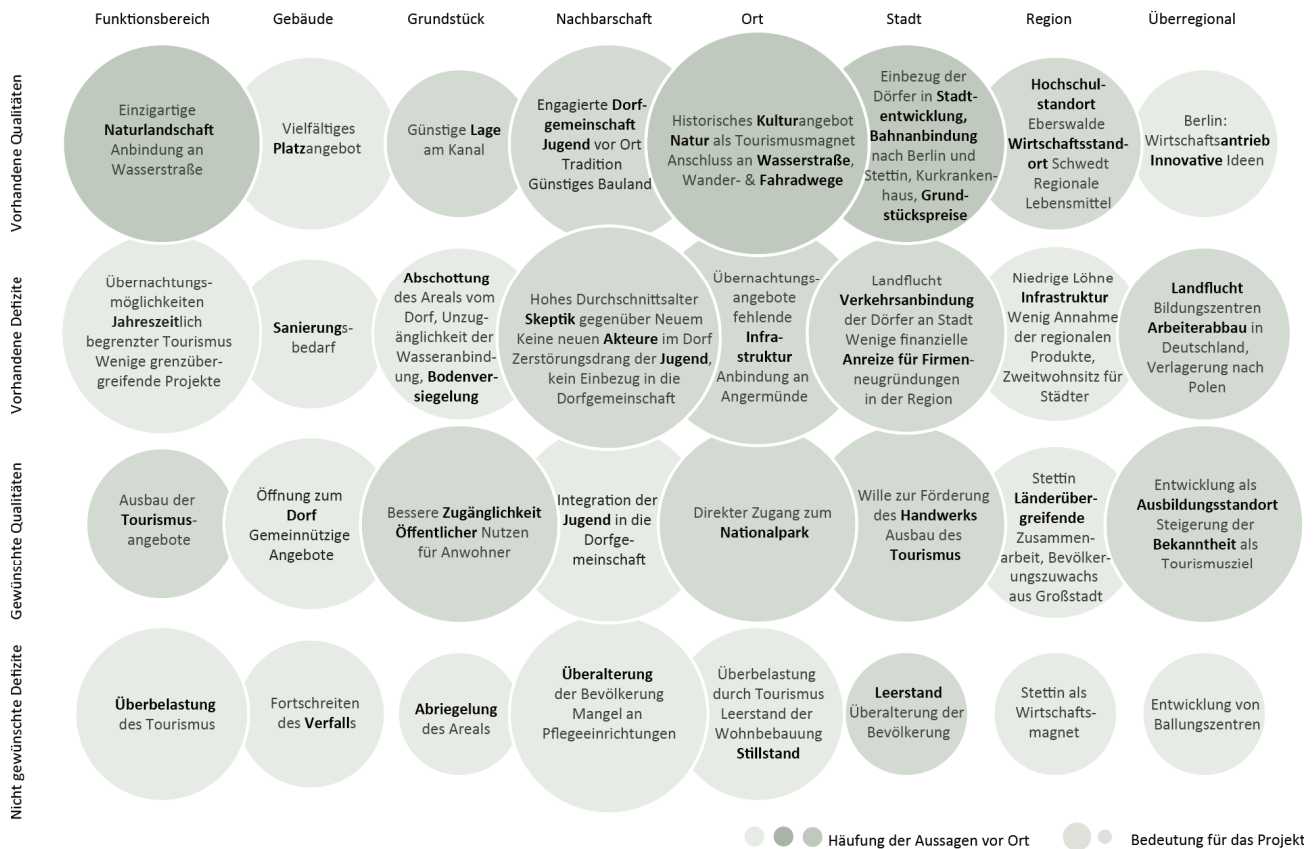 Funktionsbereich
Gebäude
Grundstück
Nachbarschaft
Ort
Stadt
Region
Überregional
Vorhandene Qualitäten
Einzigartige
Naturlandschaft
Anbindung an
Wasserstraße
Vielfältiges
Platzangebot
Günstige Lage
am Kanal
Engagierte Dorf-
gemeinschaft
Jugend vor Ort
Tradition
Günstiges Bauland
Historisches Kulturangebot
Natur als Tourismusmagnet
Anschluss an Wasserstraße,
Wander- & Fahradwege
Einbezug der
Dörfer in Stadt-
entwicklung,
Bahnanbindung
nach Berlin und
Stettin, Kurkranken-
haus, Grund-
stückspreise
Hochschul-
standort
Eberswalde
Wirtschaftsstand-
ort Schwedt
Regionale
Lebensmittel
Berlin:
Wirtschaftsantrieb
Innovative Ideen
Vorhandene Defizite
Übernachtungs-
möglichkeiten
Jahreszeitlich
begrenzter Tourismus
Wenige grenzüber-
greifende Projekte
Sanierungs-
bedarf
Abschottung
des Areals vom
Dorf, Unzug-
änglichkeit der
Wasseranbind-
ung, Bodenver-
siegelung
Hohes Durchschnittsalter
Skeptik gegenüber Neuem
Keine neuen Akteure im Dorf
Zerstörungsdrang der Jugend,
kein Einbezug in die
Dorfgemeinschaft
Übernachtungs-
angebote
fehlende
Infra-
struktur
Anbindung an
Angermünde
Landflucht
Verkehrsanbindung
der Dörfer an Stadt
Wenige finanzielle
Anreize für Firmen-
neugründungen
in der Region
Niedrige Löhne
Infrastruktur
Wenig Annahme
der regionalen
Produkte,
Zweitwohnsitz für
Städter
Landflucht
Bildungszentren
Arbeiterabbau in
Deutschland,
Verlagerung nach
Polen
Gewünschte Qualitäten
Ausbau der
Tourismus-
angebote
Öffnung zum
Dorf
Gemeinnützige
Angebote
Bessere Zugänglichkeit
Öffentlicher Nutzen
für Anwohner
Integration der
Jugend in die
Dorfge-
meinschaft
Direkter Zugang zum
Nationalpark
Wille zur Förderung
des Handwerks
Ausbau des
Tourismus
Stettin
Länderüber-
greifende
Zusammen-
arbeit, Bevölker-
ungszuwachs
aus Großstadt
Entwicklung als
Ausbildungsstandort
Steigerung der
Bekanntheit als
Tourismusziel
Nicht gewünschte Defizite
Überbelastung
des Tourismus
Fortschreiten
des Verfalls
Abriegelung
des Areals
Überalterung
der Bevölkerung
Mangel an
Pflegeeinrichtungen
Überbelastung
durch Tourismus
Leerstand der
Wohnbebauung
Stillstand
Leerstand
Überalterung der
Bevölkerung
Stettin als
Wirtschafts-
magnet
Entwicklung von
Ballungszentren
Häufung der Aussagen vor Ort
Bedeutung für das Projekt